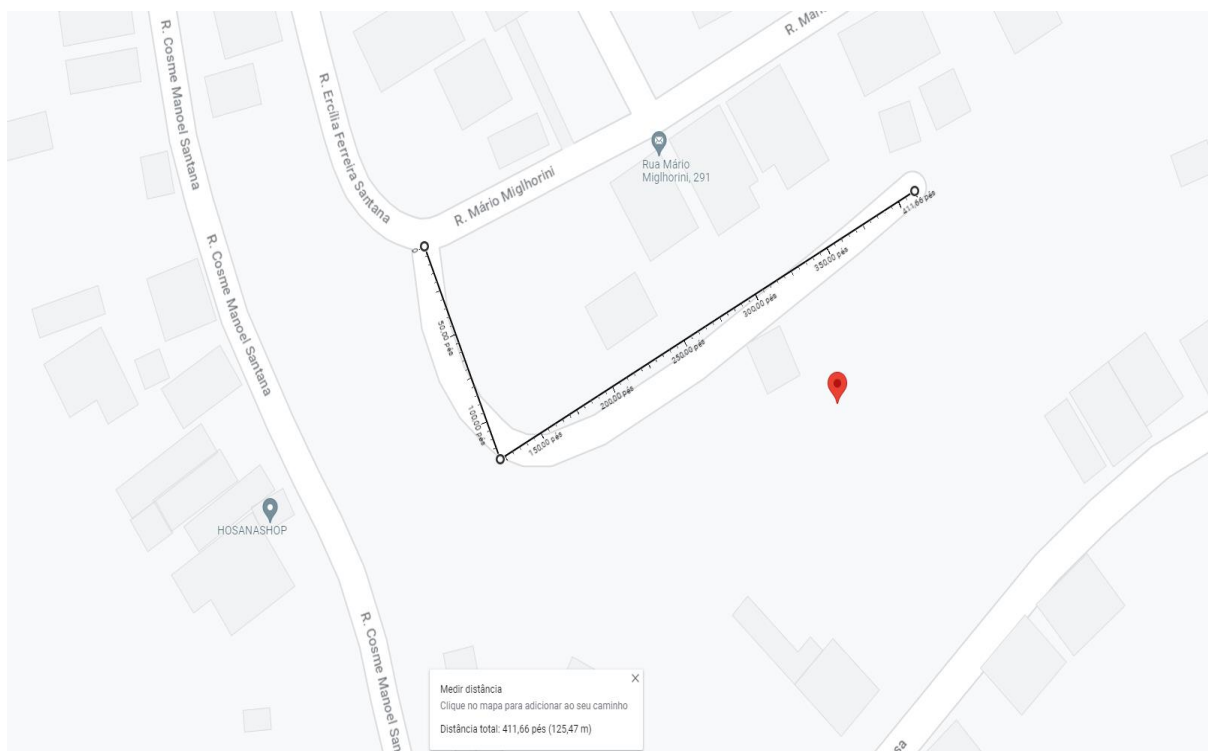 R. Cosme Manoel Santana
R. Ercília Ferreira Santana
R. Mário Miglhorini
Rua Mário
Miglhorini, 291
0
50,00 pés
100,00 pés
150,00 pés
200,00 pés
250,00 pés
300,00 pés
350,00 pés
411,66 pés
R. Cosme Manoel Santana
HOSANASHOP
R. Cosme Manoel San
Medir distância
Clique no mapa para adicionar ao seu caminho
Distância total: 411,66 pés (125,47 m)